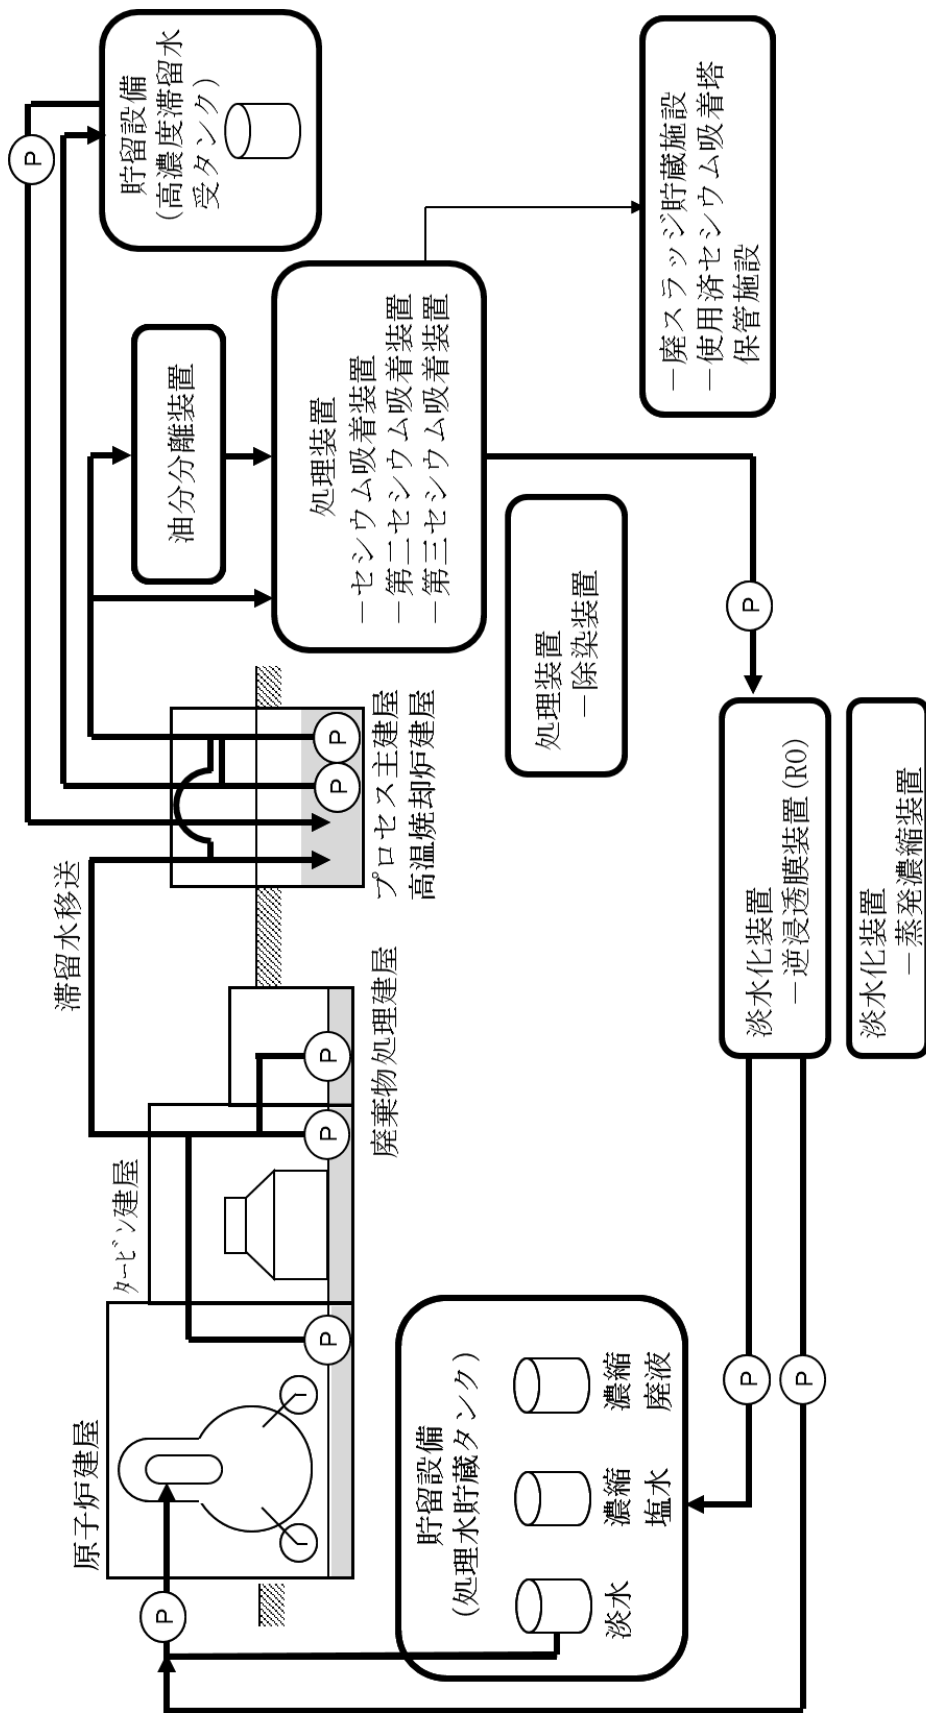 原子炉建屋
タービン建屋
廃棄物処理建屋
滞留水移送
プロセス主建屋
高温焼却炉建屋
P
P
P
P
P
P
P
貯留設備
(高濃度滞留水
受タンク)
油分分離装置
処理装置
－セシウム吸着装置
－第二セシウム吸着装置
－第三セシウム吸着装置
処理装置
－除染装置
－廃スラッジ貯蔵施設
－使用済セシウム吸着塔
保管施設
P
淡水化装置
－逆浸透膜装置(RO)
淡水化装置
－蒸発濃縮装置
P
P
貯留設備
(処理水貯蔵タンク)
淡水
濃縮
塩水
濃縮
廃液